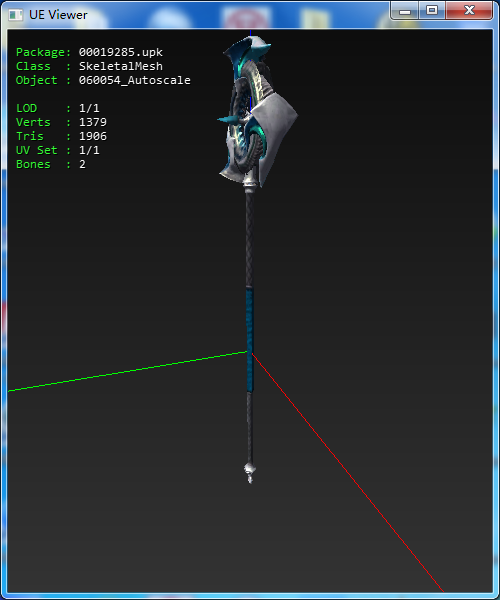 UE Viewer
Package: 00019285.upk
Class  : SkeletalMesh
Object : 060054_Autoscale
LOD    : 1/1
Verts  : 1379
Tris   : 1906
UV Set : 1/1
Bones  : 2